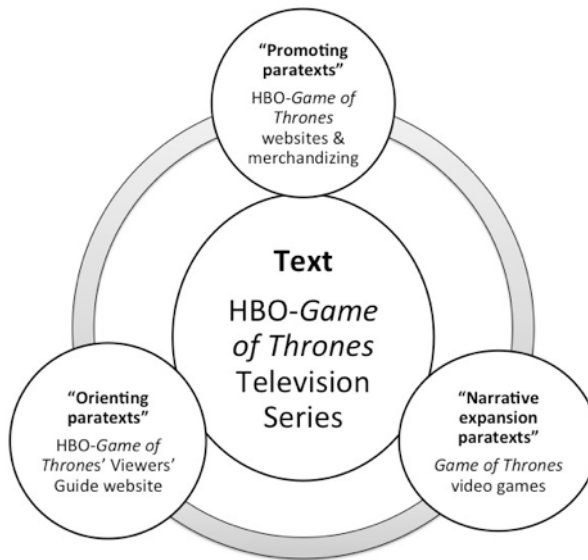 “Promoting
paratexts”
HBO-Game of
Thrones
websites &
merchandizing
Text
HBO-Game
of Thrones
Television
Series
“Orienting
paratexts”
HBO-Game of
Thrones’ Viewers’
Guide website
“Narrative
expansion
paratexts”
Game of Thrones
video games